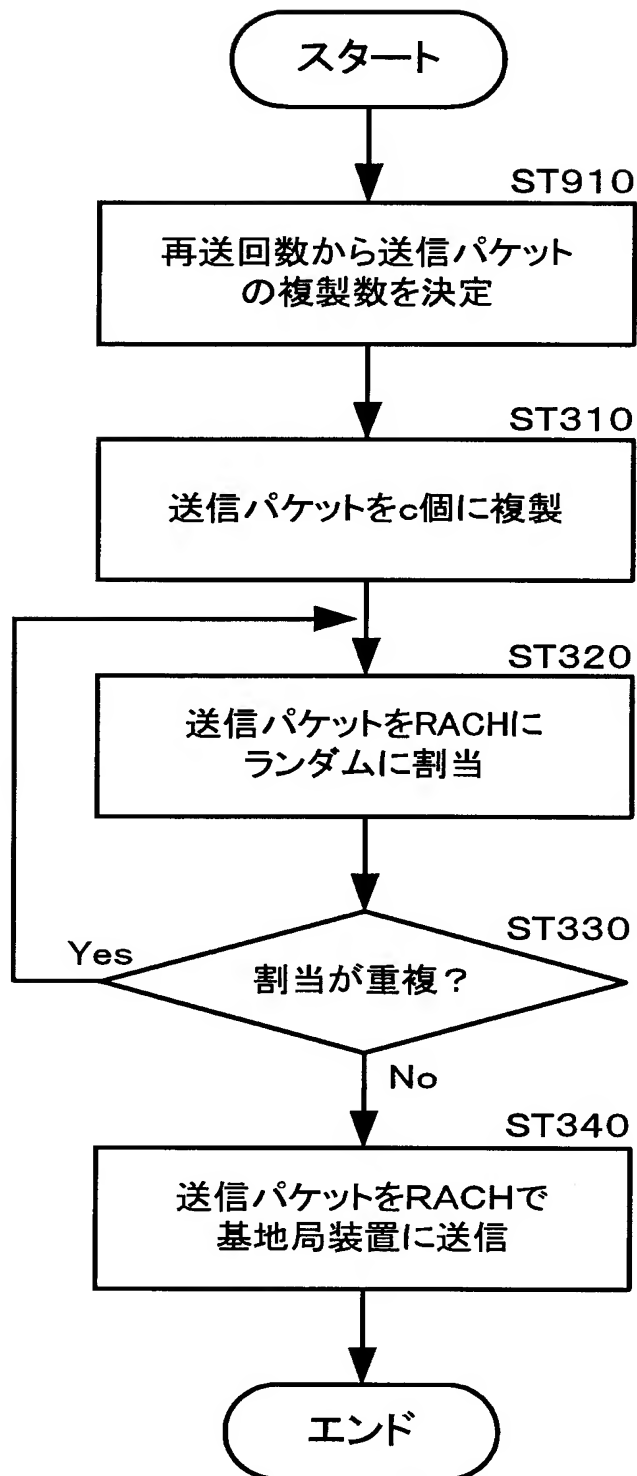 スタート
ST910
再送回数から送信パケット
の複製数を決定
ST310
送信パケットをc個に複製
ST320
送信パケットをRACHに
ランダムに割当
ST330
Yes
割当が重複？
No
ST340
送信パケットをRACHで
基地局装置に送信
エンド